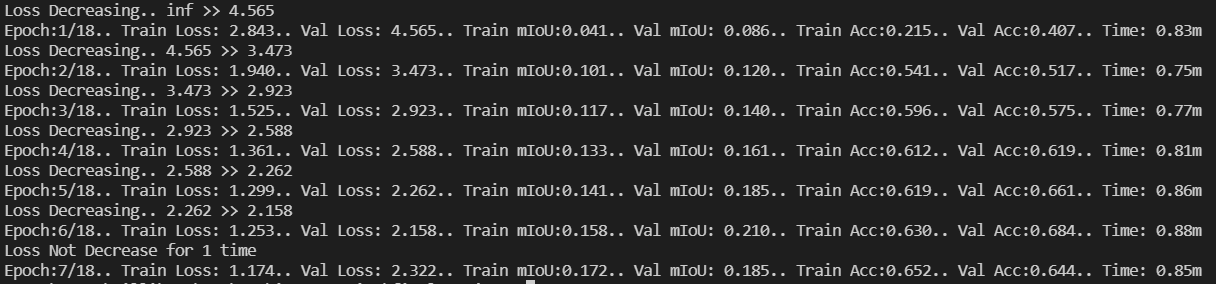 Loss Decreasing.. inf >> 4.565
Epoch:1/18.. Train Loss: 2.843.. Val Loss: 4.565.. Train mIoU:0.041.. Val mIoU: 0.086.. Train Acc:0.215.. Val Acc:0.407.. Time: 0.83m
Loss Decreasing.. 4.565 >> 3.473
Epoch:2/18.. Train Loss: 1.940.. Val Loss: 3.473.. Train mIoU:0.101.. Val mIoU: 0.120.. Train Acc:0.541.. Val Acc:0.517.. Time: 0.75m
Loss Decreasing.. 3.473 >> 2.923
Epoch:3/18.. Train Loss: 1.525.. Val Loss: 2.923.. Train mIoU:0.117.. Val mIoU: 0.140.. Train Acc:0.596.. Val Acc:0.575.. Time: 0.77m
Loss Decreasing.. 2.923 >> 2.588
Epoch:4/18.. Train Loss: 1.361.. Val Loss: 2.588.. Train mIoU:0.133.. Val mIoU: 0.161.. Train Acc:0.612.. Val Acc:0.619.. Time: 0.81m
Loss Decreasing.. 2.588 >> 2.262
Epoch:5/18.. Train Loss: 1.299.. Val Loss: 2.262.. Train mIoU:0.141.. Val mIoU: 0.185.. Train Acc:0.619.. Val Acc:0.661.. Time: 0.86m
Loss Decreasing.. 2.262 >> 2.158
Epoch:6/18.. Train Loss: 1.253.. Val Loss: 2.158.. Train mIoU:0.158.. Val mIoU: 0.210.. Train Acc:0.630.. Val Acc:0.684.. Time: 0.88m
Loss Not Decrease for 1 time
Epoch:7/18.. Train Loss: 1.174.. Val Loss: 2.322.. Train mIoU:0.172.. Val mIoU: 0.185.. Train Acc:0.652.. Val Acc:0.644.. Time: 0.85m